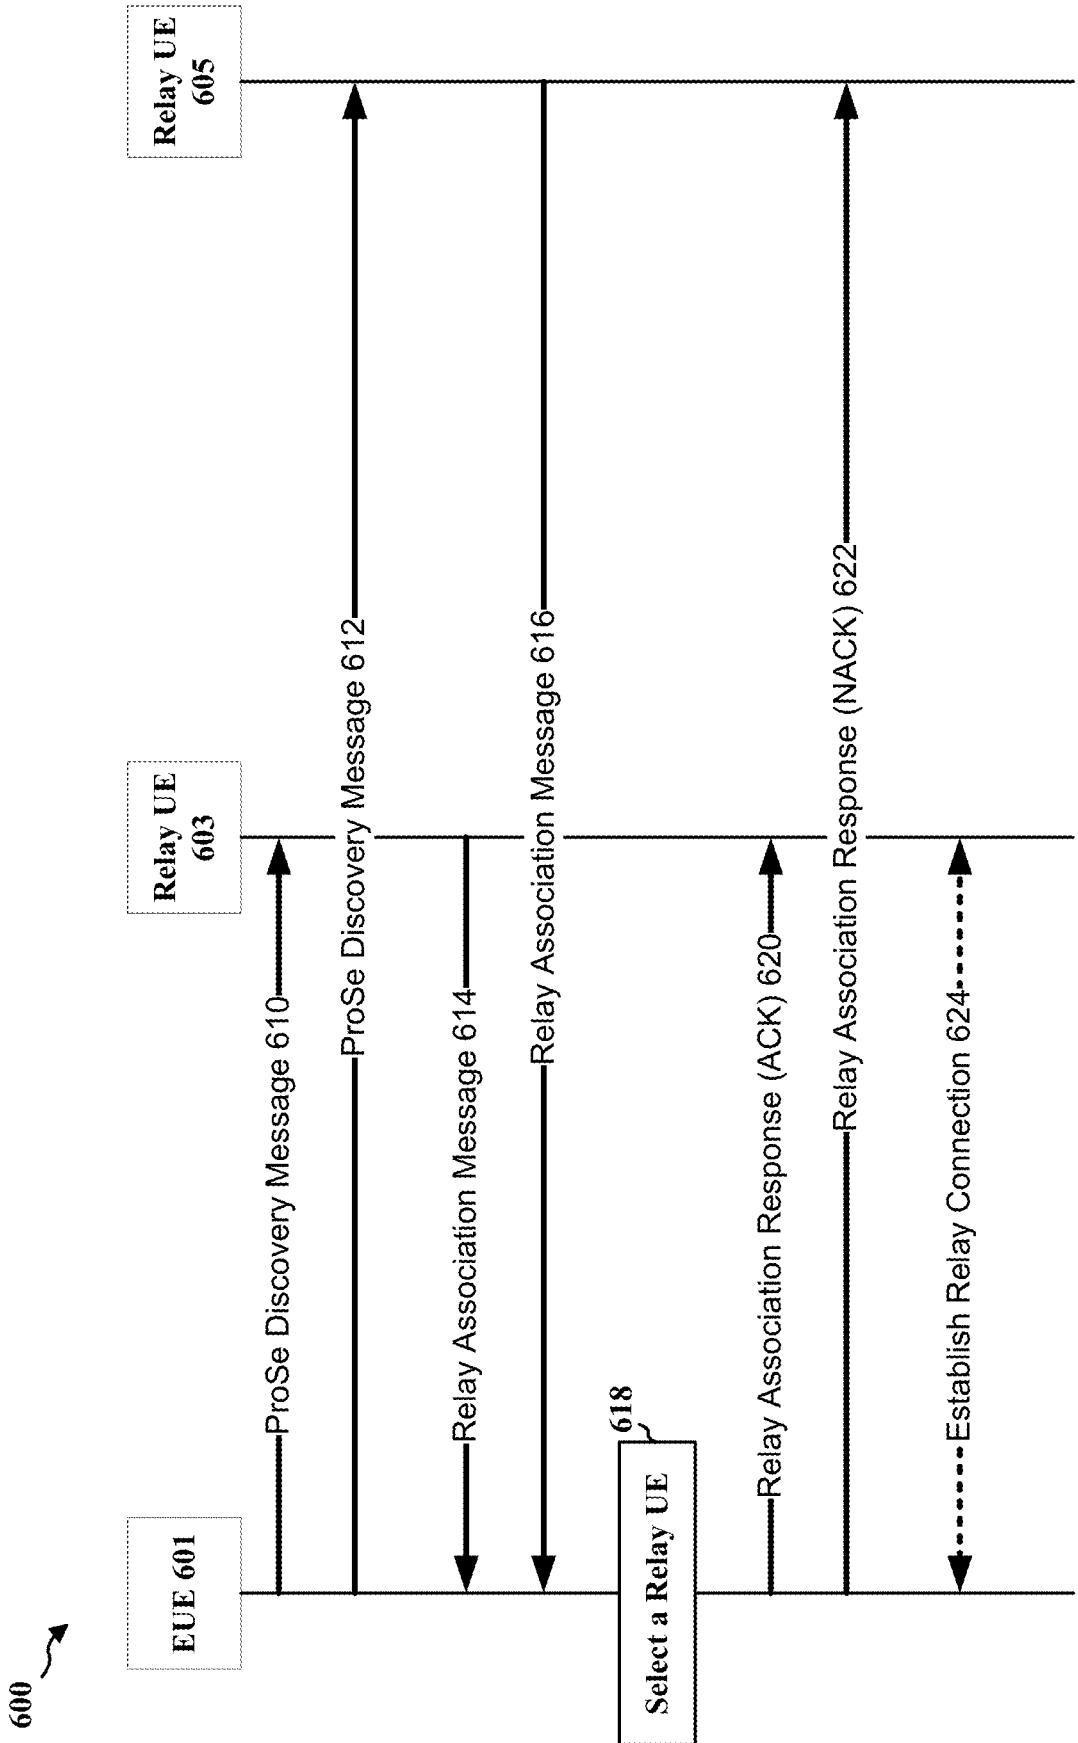 600
EUE 601
Relay UE
603
Relay UE
605
ProSe Discovery Message 610
ProSe Discovery Message 612
Relay Association Message 614
Relay Association Message 616
Select a Relay UE
618
Relay Association Response (ACK) 620
Relay Association Response (NACK) 622
Establish Relay Connection 624